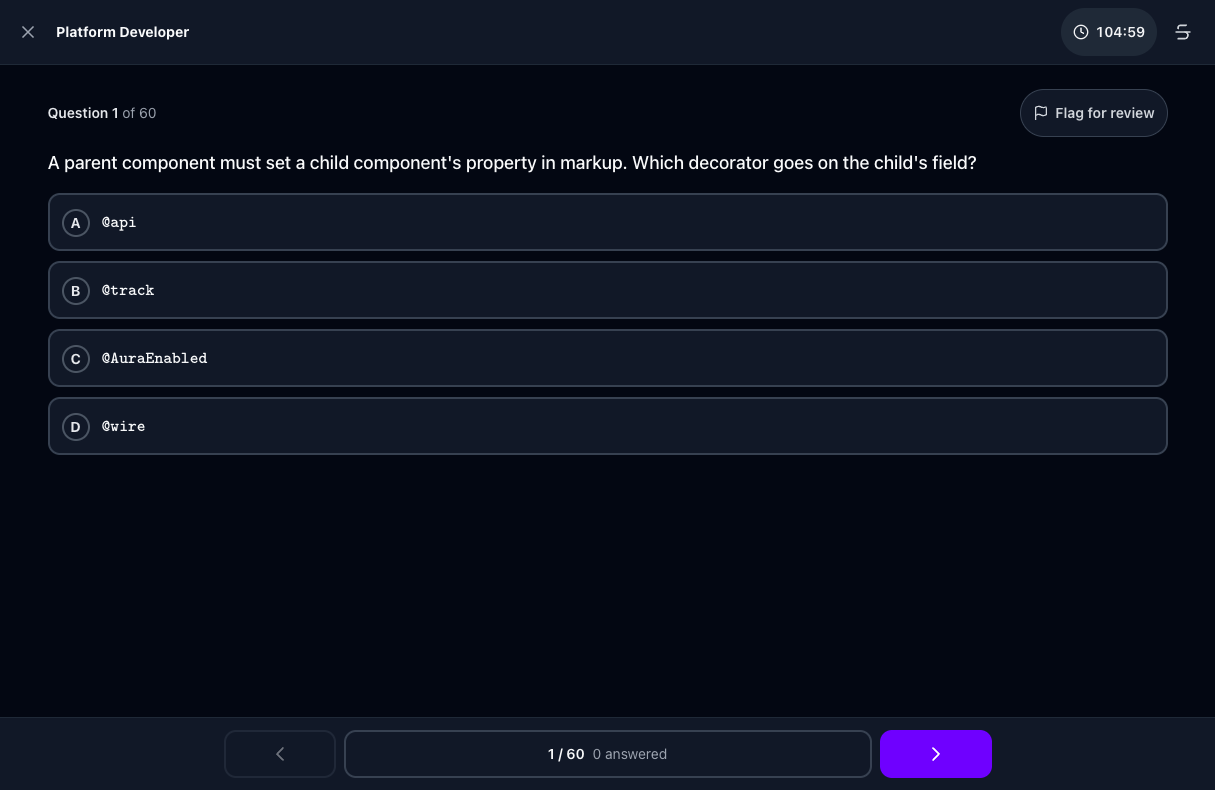 Platform Developer
104:59
Question 1 of 60
Flag for review
A parent component must set a child component's property in markup. Which decorator goes on the child's field?
A @api
B @track
C @AuraEnabled
D @wire
1 / 60 0 answered